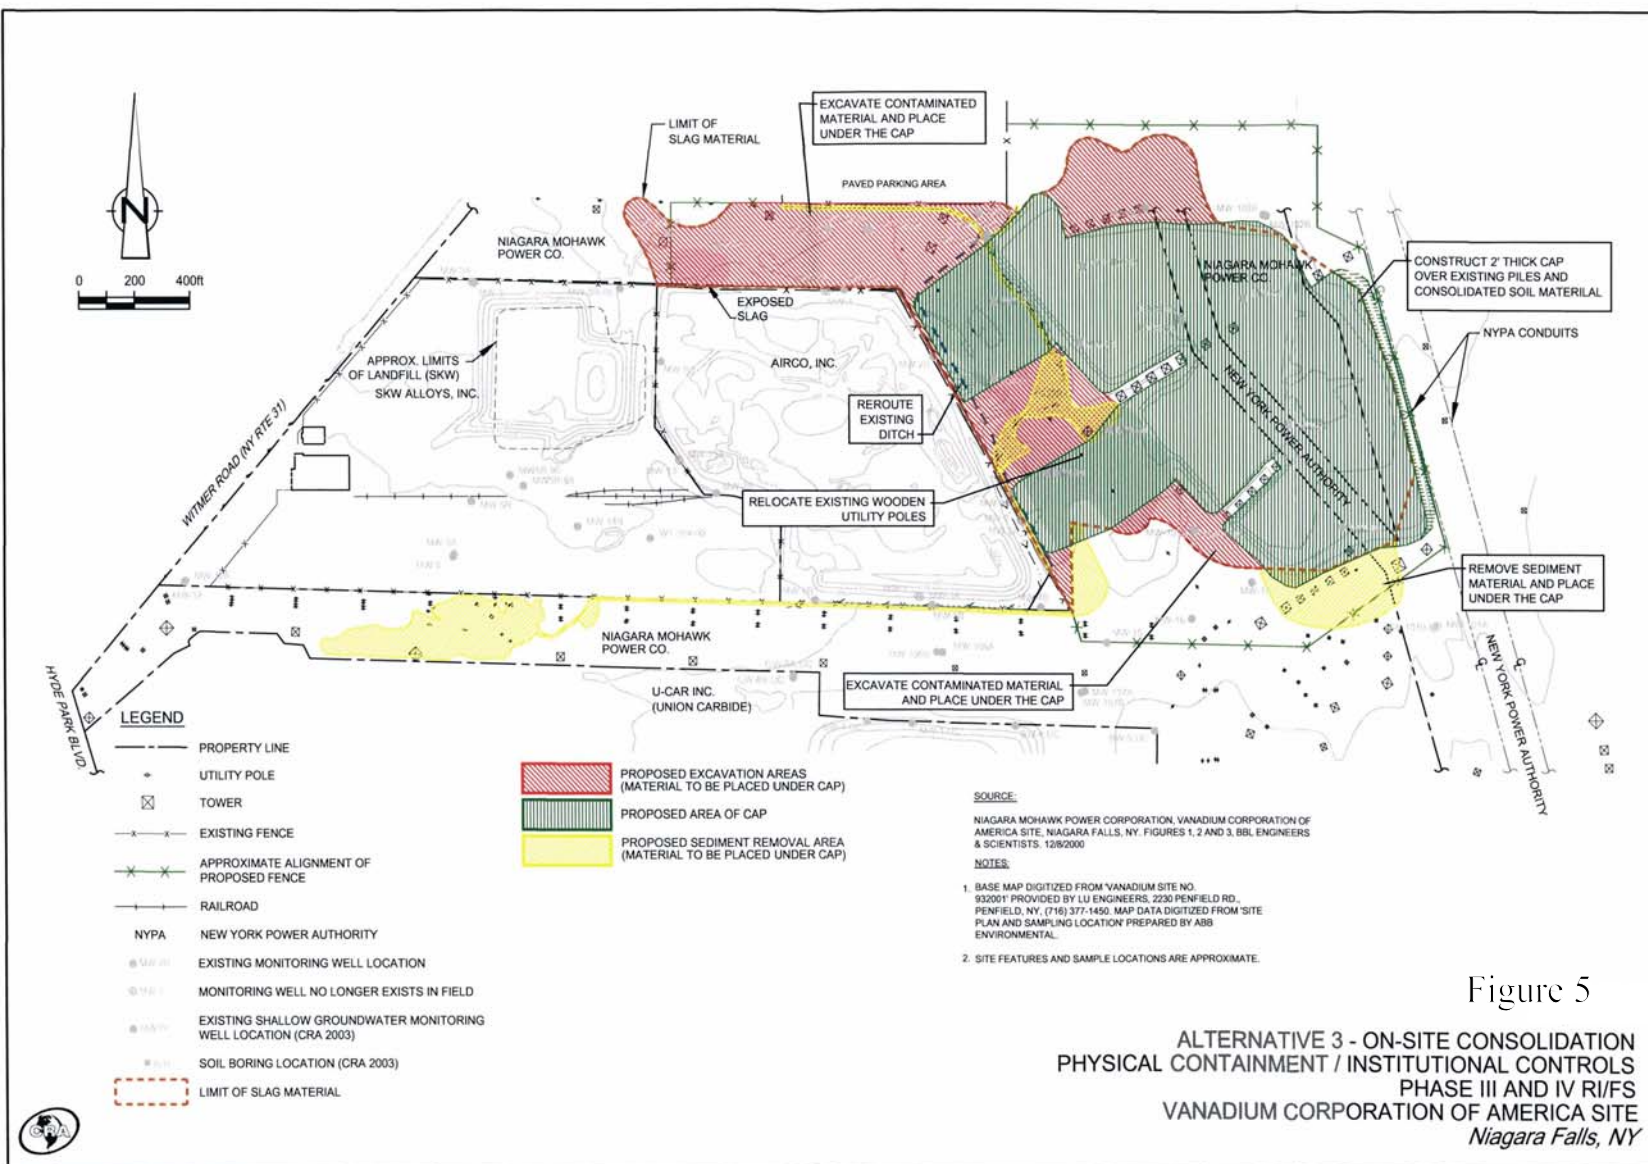 EXCAVATE CONTAMINATED
MATERIAL AND PLACE
UNDER THE CAP
LIMIT OF
SLAG MATERIAL
PAVED PARKING AREA
N
0 200 400ft
NIAGARA MOHAWK
POWER CO.
NIAGARA MOHAWK
POWER CO.
CONSTRUCT 2' THICK CAP
OVER EXISTING PILES AND
CONSOLIDATED SOIL MATERILAL
NYPA CONDUITS
EXPOSED
SLAG
APPROX. LIMITS
OF LANDFILL (SKW)
SKW ALLOYS, INC.
AIRCO, INC.
REROUTE
EXISTING
DITCH
NEW YORK POWER AUTHORITY
WITMER ROAD (NY RTE 31)
RELOCATE EXISTING WOODEN
UTILITY POLES
REMOVE SEDIMENT
MATERIAL AND PLACE
UNDER THE CAP
NIAGARA MOHAWK
POWER CO.
HYDE PARK BLVD.
U-CAR INC.
(UNION CARBIDE)
EXCAVATE CONTAMINATED MATERIAL
AND PLACE UNDER THE CAP
NEW YORK POWER AUTHORITY
LEGEND
PROPERTY LINE
UTILITY POLE
TOWER
EXISTING FENCE
APPROXIMATE ALIGNMENT OF
PROPOSED FENCE
RAILROAD
NYPA NEW YORK POWER AUTHORITY
EXISTING MONITORING WELL LOCATION
MONITORING WELL NO LONGER EXISTS IN FIELD
EXISTING SHALLOW GROUNDWATER MONITORING
WELL LOCATION (CRA 2003)
SOIL BORING LOCATION (CRA 2003)
LIMIT OF SLAG MATERIAL
PROPOSED EXCAVATION AREAS
(MATERIAL TO BE PLACED UNDER CAP)
PROPOSED AREA OF CAP
PROPOSED SEDIMENT REMOVAL AREA
(MATERIAL TO BE PLACED UNDER CAP)
SOURCE:
NIAGARA MOHAWK POWER CORPORATION, VANADIUM CORPORATION OF
AMERICA SITE, NIAGARA FALLS, NY. FIGURES 1, 2 AND 3, BBL ENGINEERS
& SCIENTISTS. 12/8/2000
NOTES:
1. BASE MAP DIGITIZED FROM 'VANADIUM SITE NO.
932001' PROVIDED BY LU ENGINEERS, 2230 PENFIELD RD.,
PENFIELD, NY, (716) 377-1450. MAP DATA DIGITIZED FROM 'SITE
PLAN AND SAMPLING LOCATION' PREPARED BY ABB
ENVIRONMENTAL.
2. SITE FEATURES AND SAMPLE LOCATIONS ARE APPROXIMATE.
Figure 5
ALTERNATIVE 3 - ON-SITE CONSOLIDATION
PHYSICAL CONTAINMENT / INSTITUTIONAL CONTROLS
PHASE III AND IV RI/FS
VANADIUM CORPORATION OF AMERICA SITE
Niagara Falls, NY
CRA